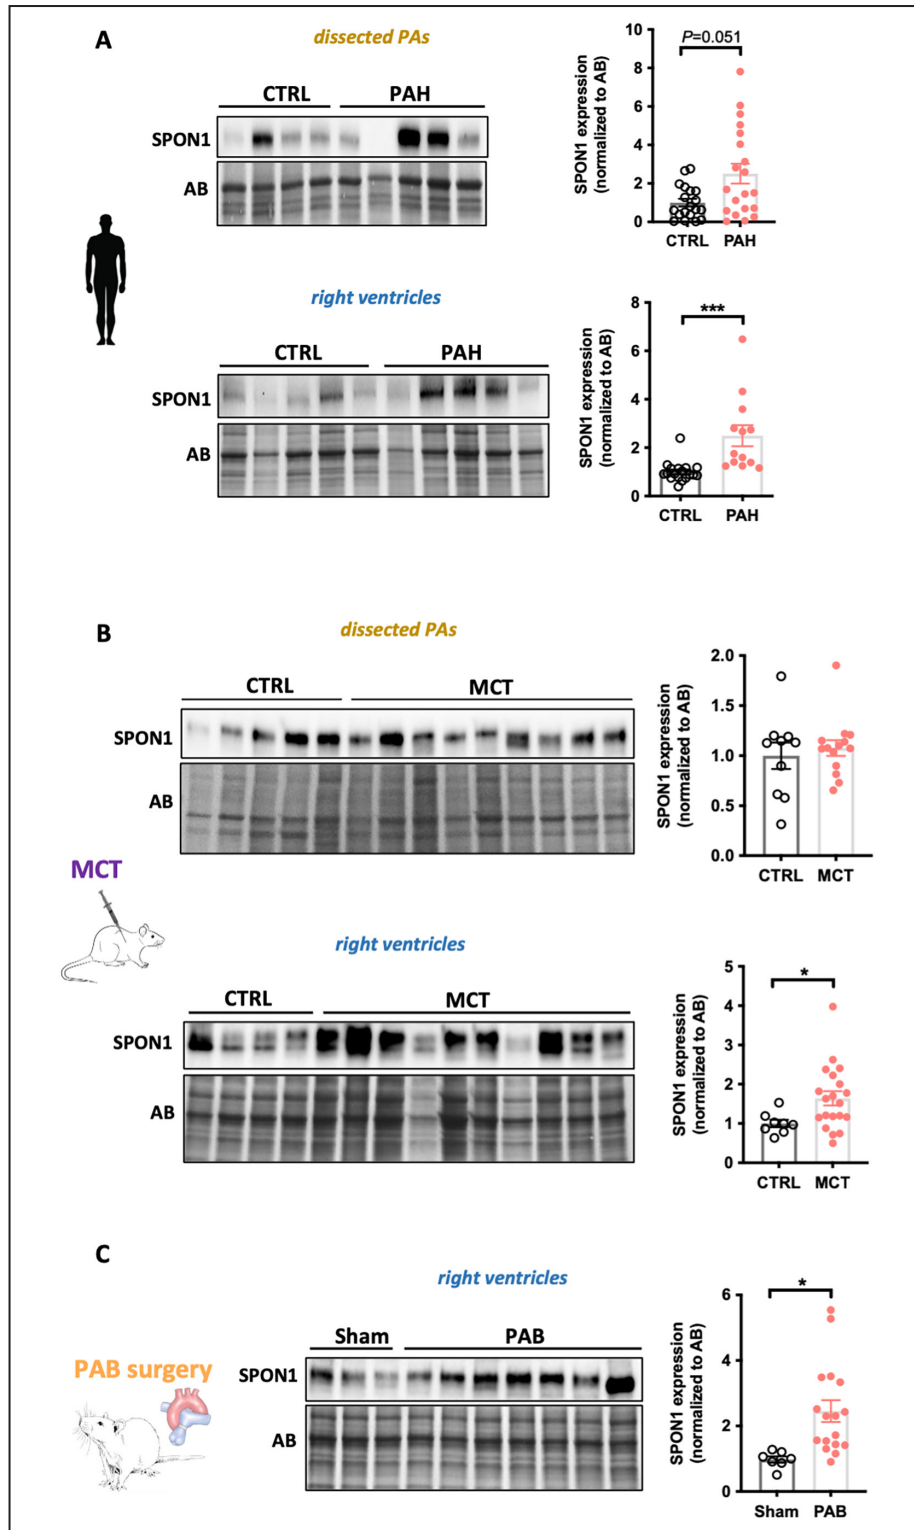 A
dissected PAs
CTRL PAH
SPON1
AB
SPON1 expression
(normalized to AB)
10
8
6
4
2
0
P=0.051
CTRL PAH
right ventricles
CTRL PAH
SPON1
AB
SPON1 expression
(normalized to AB)
8
6
4
2
0
***
CTRL PAH
B
dissected PAs
CTRL MCT
SPON1
AB
SPON1 expression
(normalized to AB)
2.0
1.5
1.0
0.5
0.0
CTRL MCT
MCT
right ventricles
CTRL MCT
SPON1
AB
SPON1 expression
(normalized to AB)
5
4
3
2
1
0
*
CTRL MCT
C
right ventricles
PAB surgery
Sham PAB
SPON1
AB
SPON1 expression
(normalized to AB)
6
4
2
0
*
Sham PAB